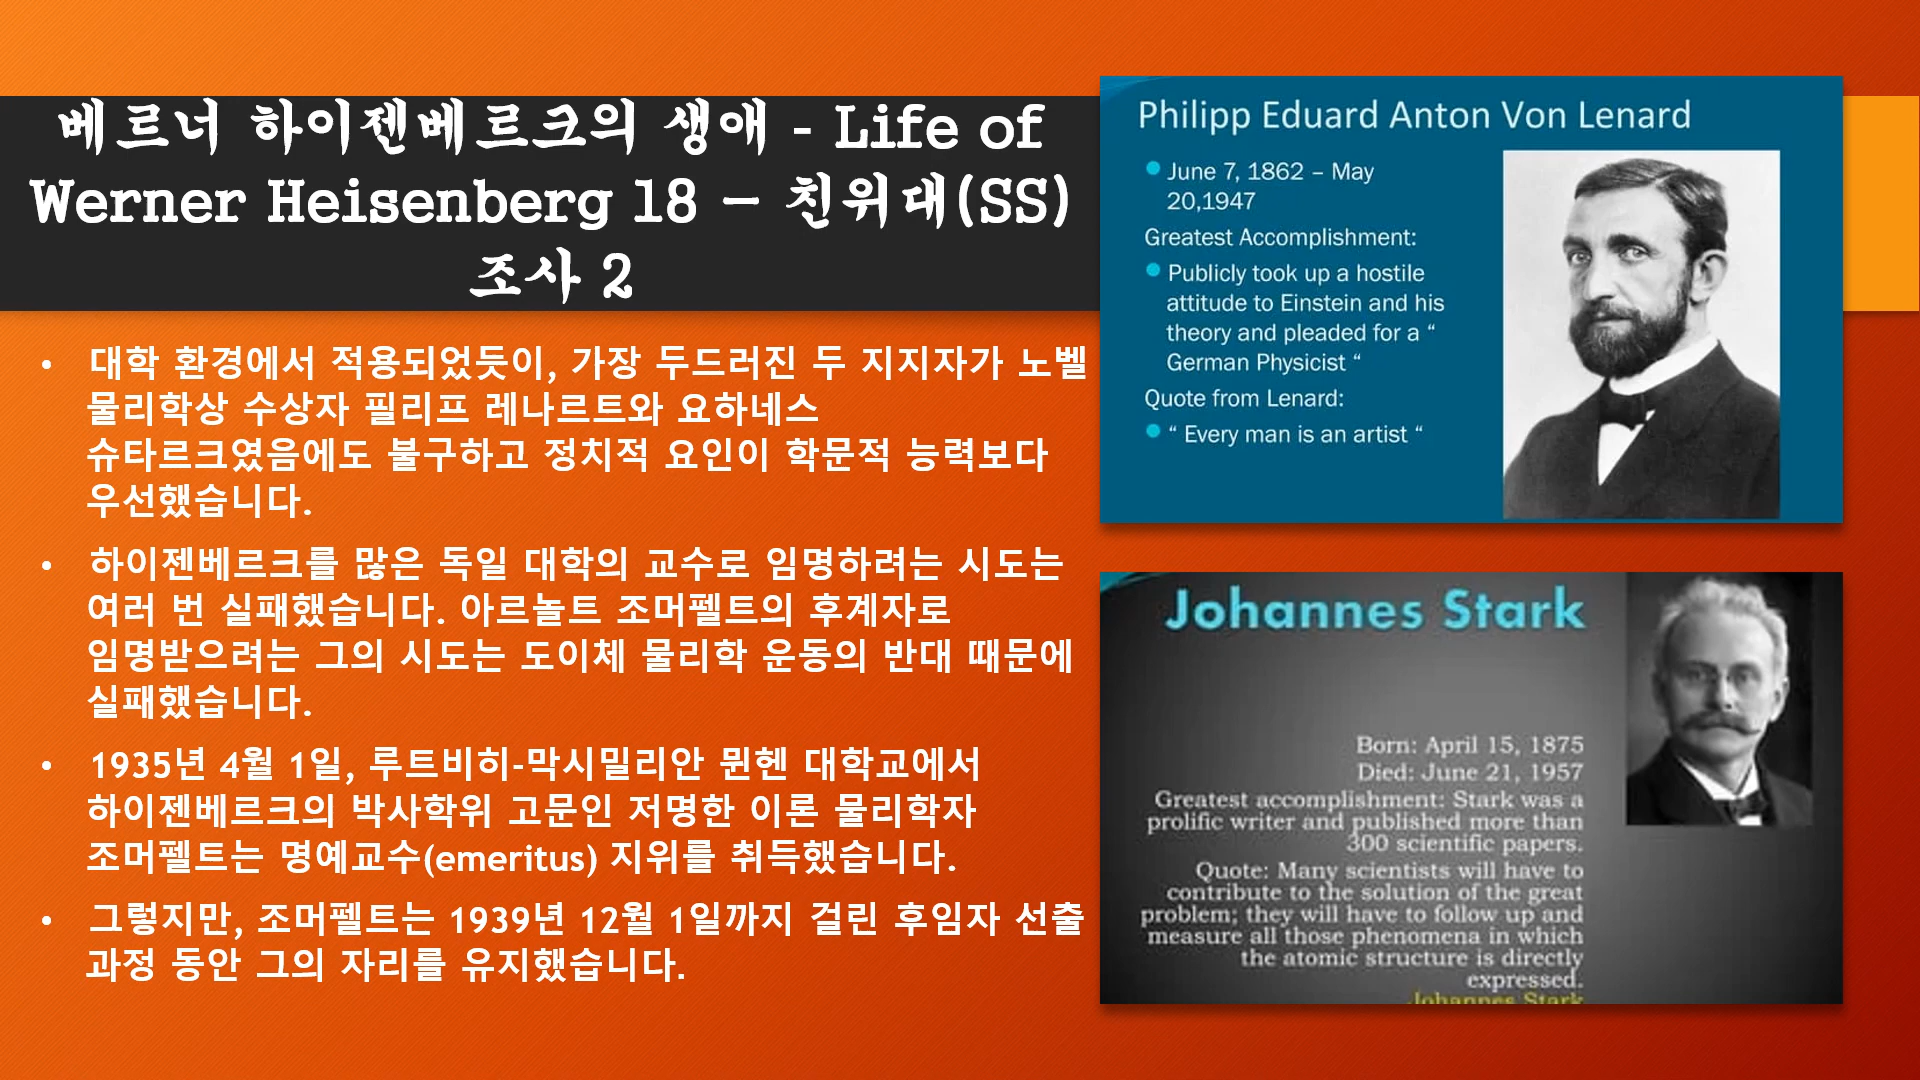 베르너 하이젠베르크의 생애 - Life of
Werner Heisenberg 18 – 친위대(SS)
조사 2
• 대학 환경에서 적용되었듯이, 가장 두드러진 두 지지자가 노벨
물리학상 수상자 필리프 레나르트와 요하네스
슈타르크였음에도 불구하고 정치적 요인이 학문적 능력보다
우선했습니다.
• 하이젠베르크를 많은 독일 대학의 교수로 임명하려는 시도는
여러 번 실패했습니다. 아르놀트 조머펠트의 후계자로
임명받으려는 그의 시도는 도이체 물리학 운동의 반대 때문에
실패했습니다.
• 1935년 4월 1일, 루트비히-막시밀리안 뮌헨 대학교에서
하이젠베르크의 박사학위 고문인 저명한 이론 물리학자
조머펠트는 명예교수(emeritus) 지위를 취득했습니다.
• 그렇지만, 조머펠트는 1939년 12월 1일까지 걸린 후임자 선출
과정 동안 그의 자리를 유지했습니다.
Philipp Eduard Anton Von Lenard
June 7, 1862 – May
20,1947
Greatest Accomplishment:
Publicly took up a hostile
attitude to Einstein and his
theory and pleaded for a “
German Physicist “
Quote from Lenard:
“ Every man is an artist “
Johannes Stark
Born: April 15, 1875
Died: June 21, 1957
Greatest accomplishment: Stark was a
prolific writer and published more than
300 scientific papers.
Quote: Many scientists will have to
contribute to the solution of the great
problem; they will have to follow up and
measure all those phenomena in which
the atomic structure is directly
expressed.
Johannes Stark